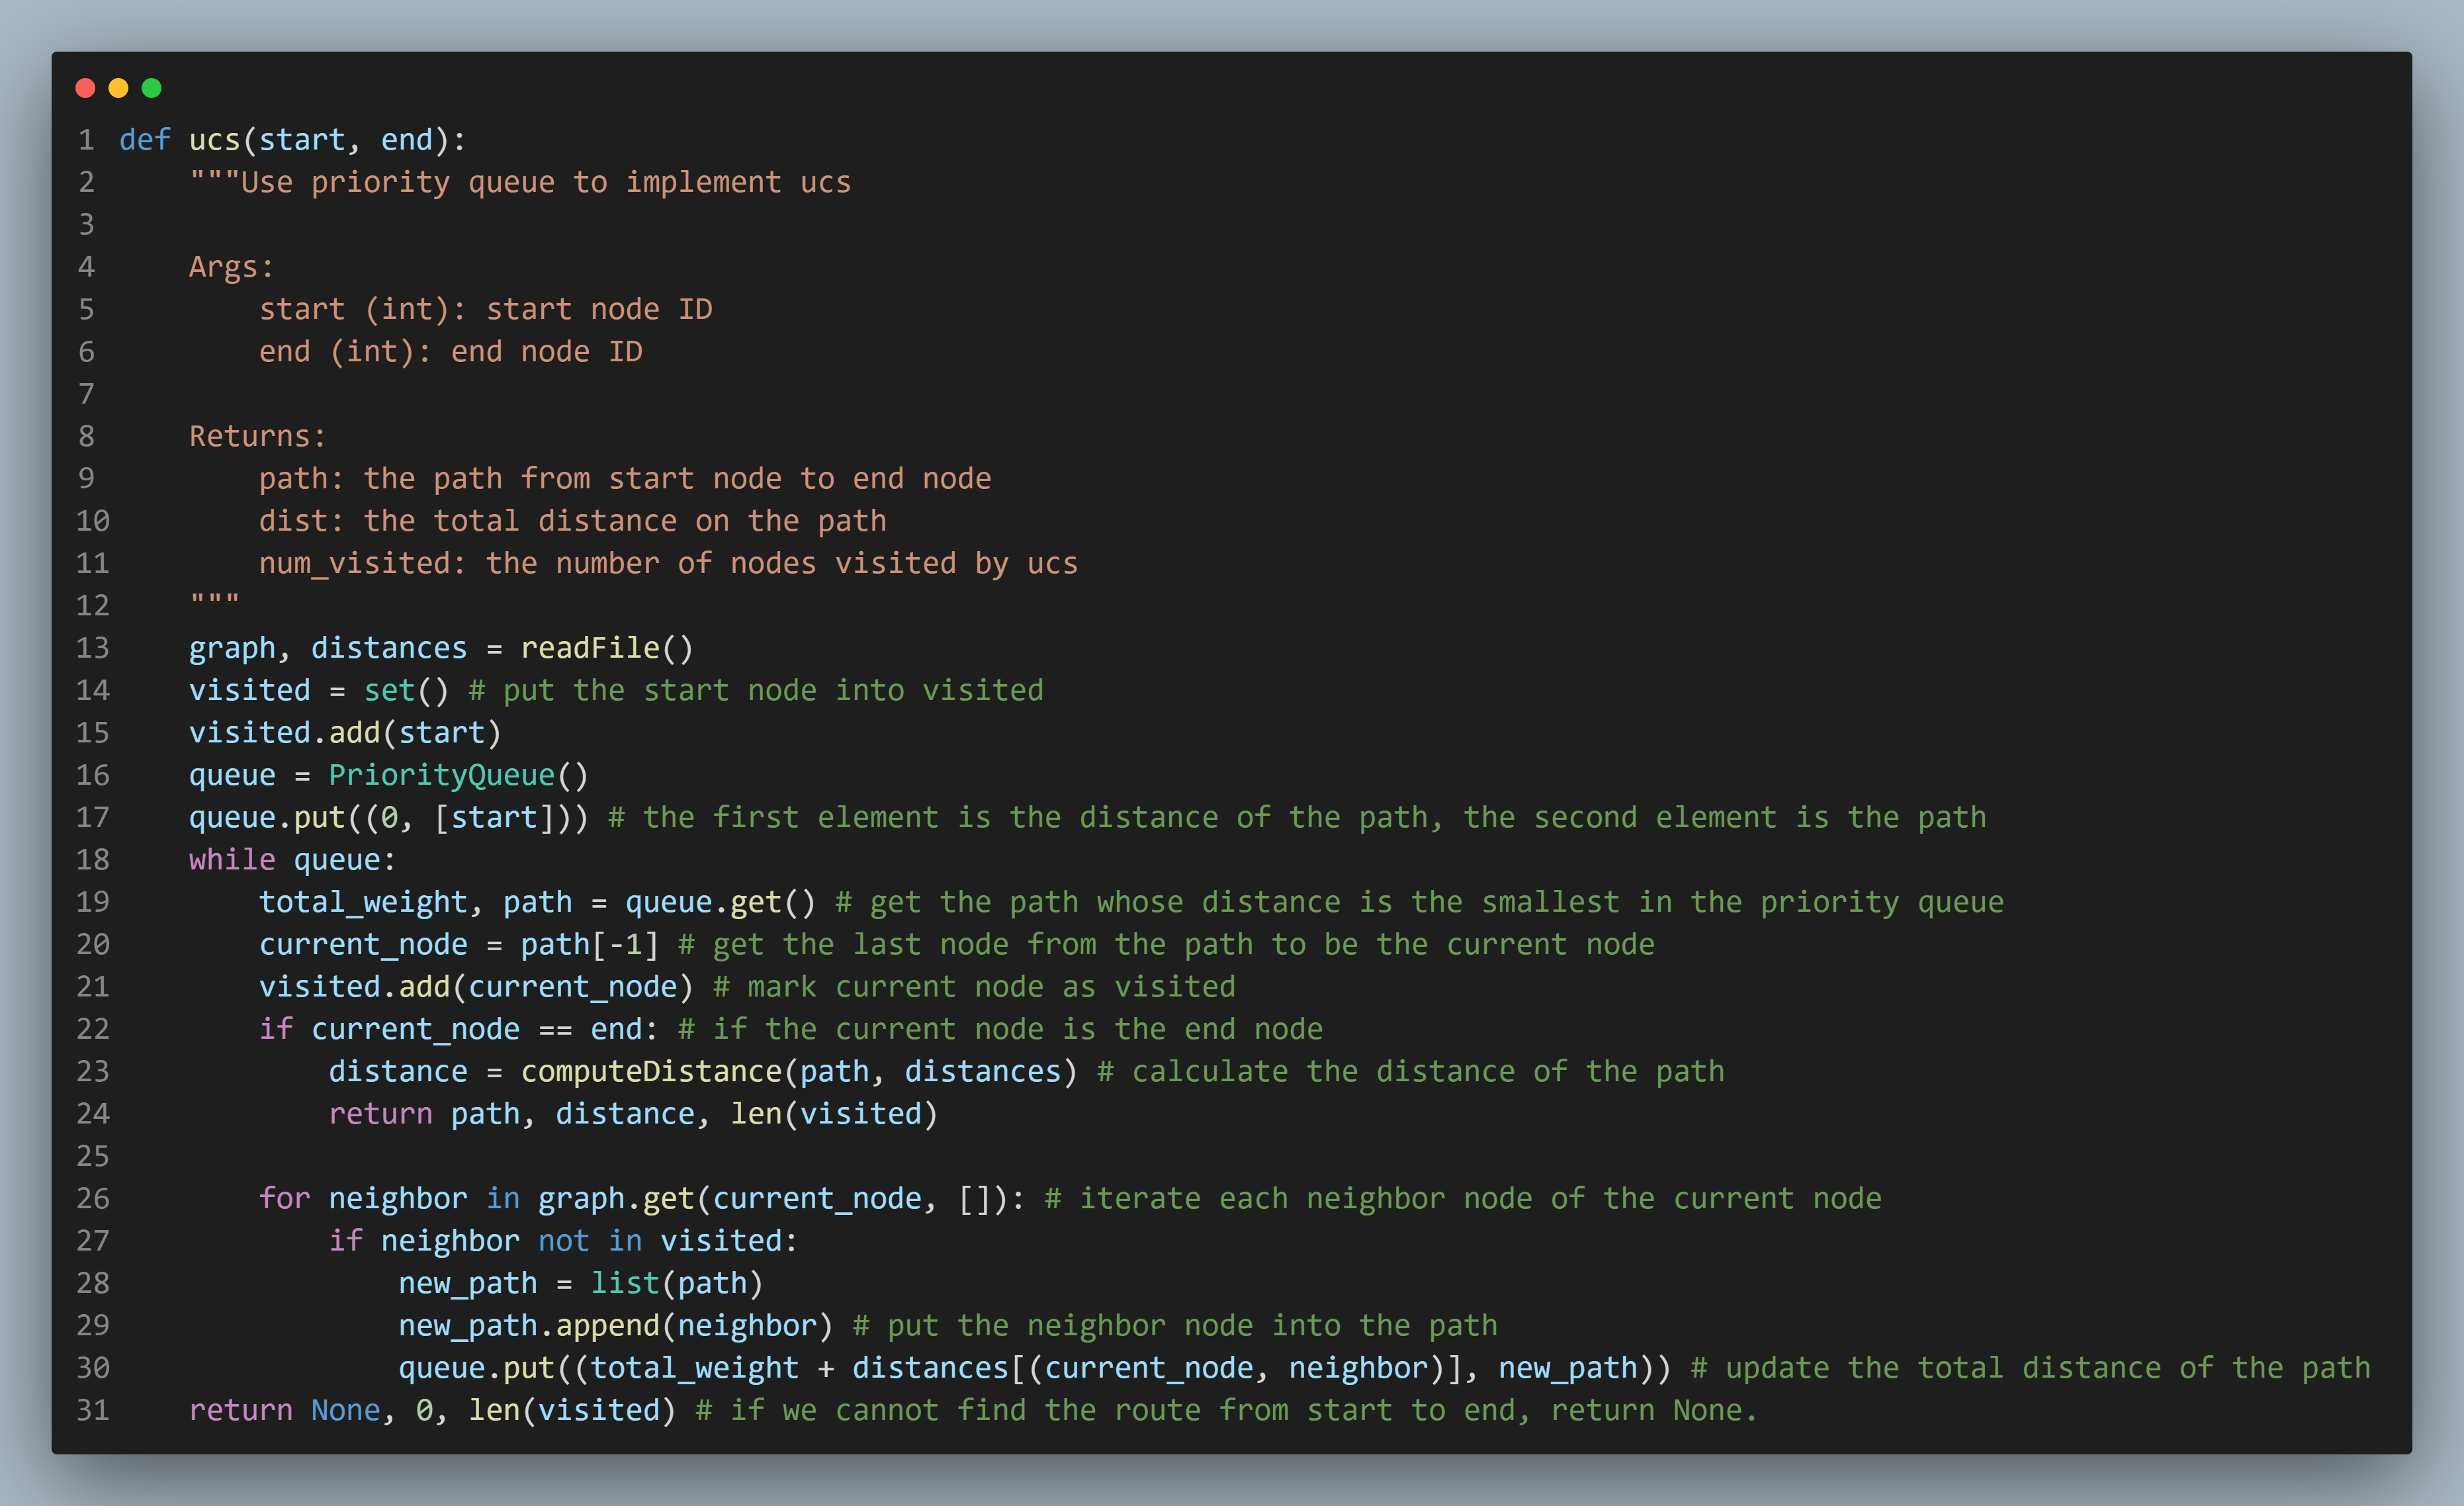 1 def ucs(start, end):
2     """Use priority queue to implement ucs
3
4     Args:
5         start (int): start node ID
6         end (int): end node ID
7
8     Returns:
9         path: the path from start node to end node
10         dist: the total distance on the path
11         num_visited: the number of nodes visited by ucs
12     """
13     graph, distances = readFile()
14     visited = set() # put the start node into visited
15     visited.add(start)
16     queue = PriorityQueue()
17     queue.put((0, [start])) # the first element is the distance of the path, the second element is the path
18     while queue:
19         total_weight, path = queue.get() # get the path whose distance is the smallest in the priority queue
20         current_node = path[-1] # get the last node from the path to be the current node
21         visited.add(current_node) # mark current node as visited
22         if current_node == end: # if the current node is the end node
23             distance = computeDistance(path, distances) # calculate the distance of the path
24             return path, distance, len(visited)
25
26         for neighbor in graph.get(current_node, []): # iterate each neighbor node of the current node
27             if neighbor not in visited:
28                 new_path = list(path)
29                 new_path.append(neighbor) # put the neighbor node into the path
30                 queue.put((total_weight + distances[(current_node, neighbor)], new_path)) # update the total distance of the path
31     return None, 0, len(visited) # if we cannot find the route from start to end, return None.